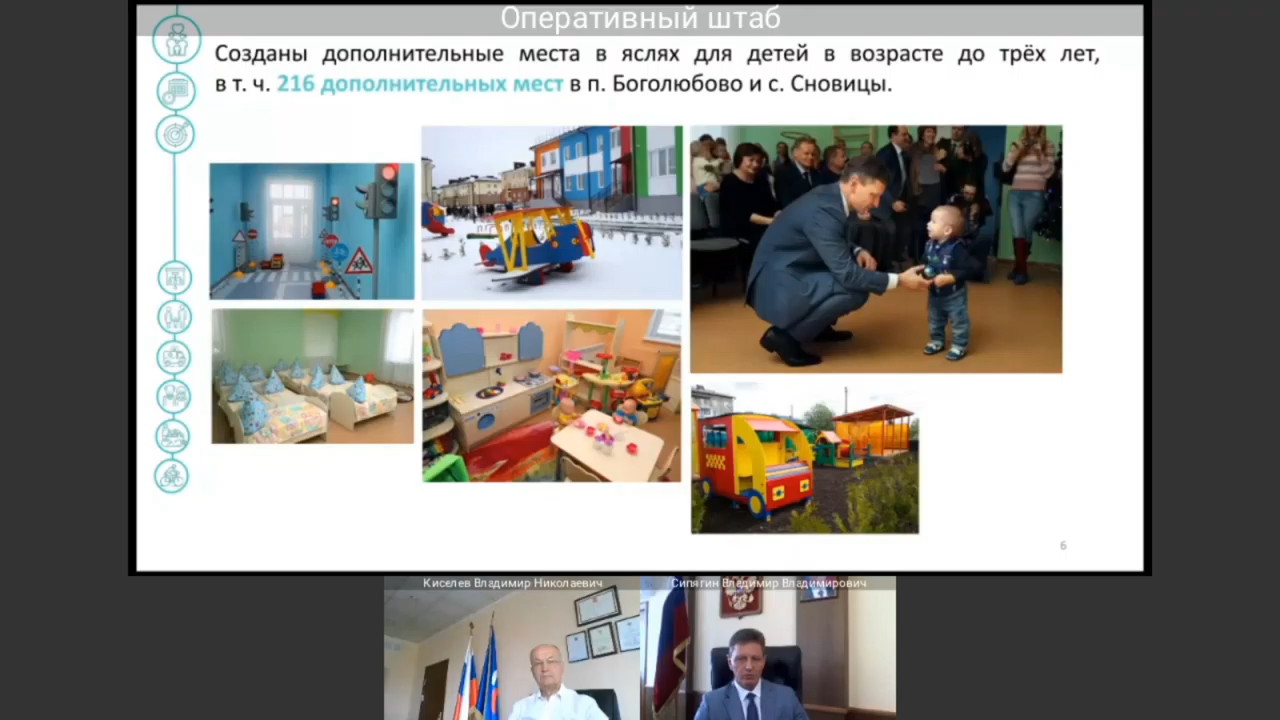 Оперативный штаб
Созданы дополнительные места в яслях для детей в возрасте до трёх лет,
в т. ч. 216 дополнительных мест в п. Боголюбово и с. Сновицы.
6
Киселев Владимир Николаевич
Сипягин Владимир Владимирович